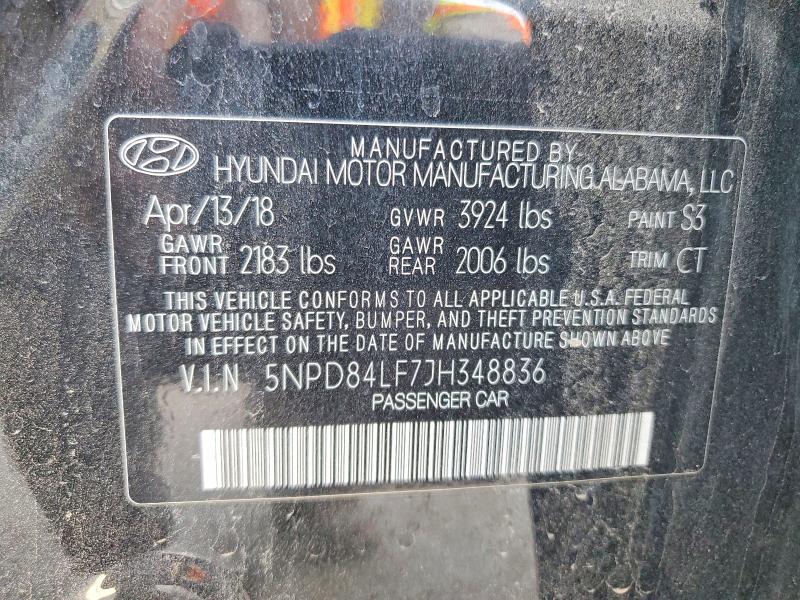 MANUFACTURED BY
HYUNDAI MOTOR MANUFACTURING ALABAMA, LLC
Apr/13/18 GVWR 3924 lbs PAINT S3
GAWR FRONT 2183 lbs GAWR REAR 2006 lbs TRIM CT
THIS VEHICLE CONFORMS TO ALL APPLICABLE U.S.A. FEDERAL
MOTOR VEHICLE SAFETY, BUMPER, AND THEFT PREVENTION STANDARDS
IN EFFECT ON THE DATE OF MANUFACTURE SHOWN ABOVE.
V.I.N 5NPD84LF7JH348836
PASSENGER CAR